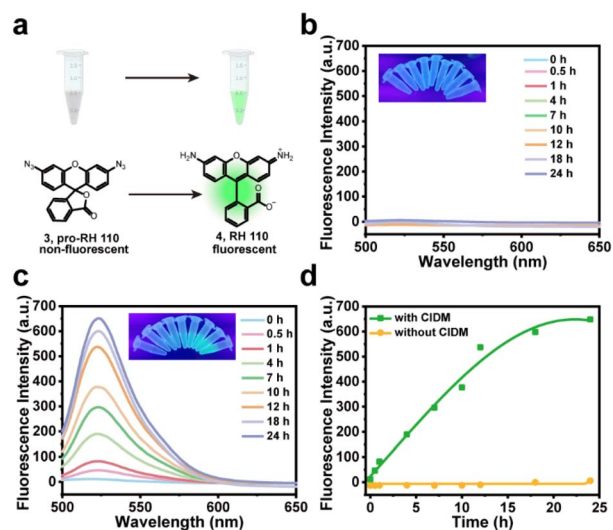 a
3, pro-RH 110
non-fluorescent
N₃
O
N₃
O
O
4, RH 110
fluorescent
H₂N
O
N⁺H₂
O
O⁻
b
Fluorescence Intensity (a.u.)
700
600
500
400
300
200
100
0
0 h
0.5 h
1 h
4 h
7 h
10 h
12 h
18 h
24 h
500
550
600
650
Wavelength (nm)
c
Fluorescence Intensity (a.u.)
700
600
500
400
300
200
100
0
0 h
0.5 h
1 h
4 h
7 h
10 h
12 h
18 h
24 h
500
550
600
650
Wavelength (nm)
d
Fluorescence Intensity (a.u.)
700
600
500
400
300
200
100
0
with CIDM
without CIDM
0
5
10
15
20
25
Time (h)